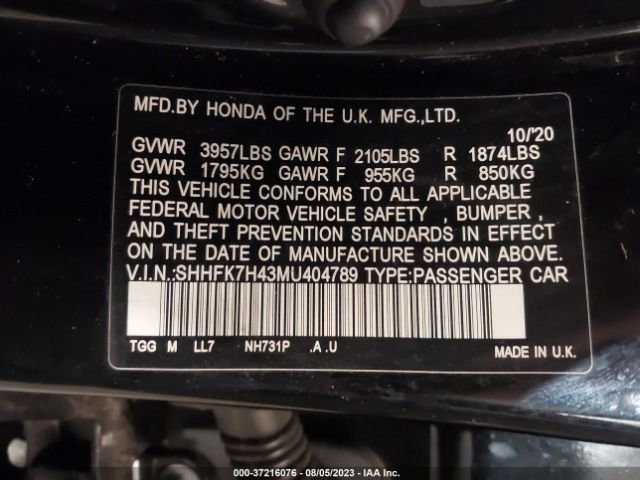 MFD.BY HONDA OF THE U.K. MFG.,LTD.
10/'20
GVWR 3957LBS GAWR F 2105LBS R 1874LBS
GVWR 1795KG GAWR F 955KG R 850KG
THIS VEHICLE CONFORMS TO ALL APPLICABLE
FEDERAL MOTOR VEHICLE SAFETY , BUMPER ,
AND THEFT PREVENTION STANDARDS IN EFFECT
ON THE DATE OF MANUFACTURE SHOWN ABOVE.
V.I.N.:SHHFK7H43MU404789 TYPE:PASSENGER CAR
TGG M LL7 NH731P .A .U
MADE IN U.K.
000-37216076 - 08/05/2023 - IAA Inc.